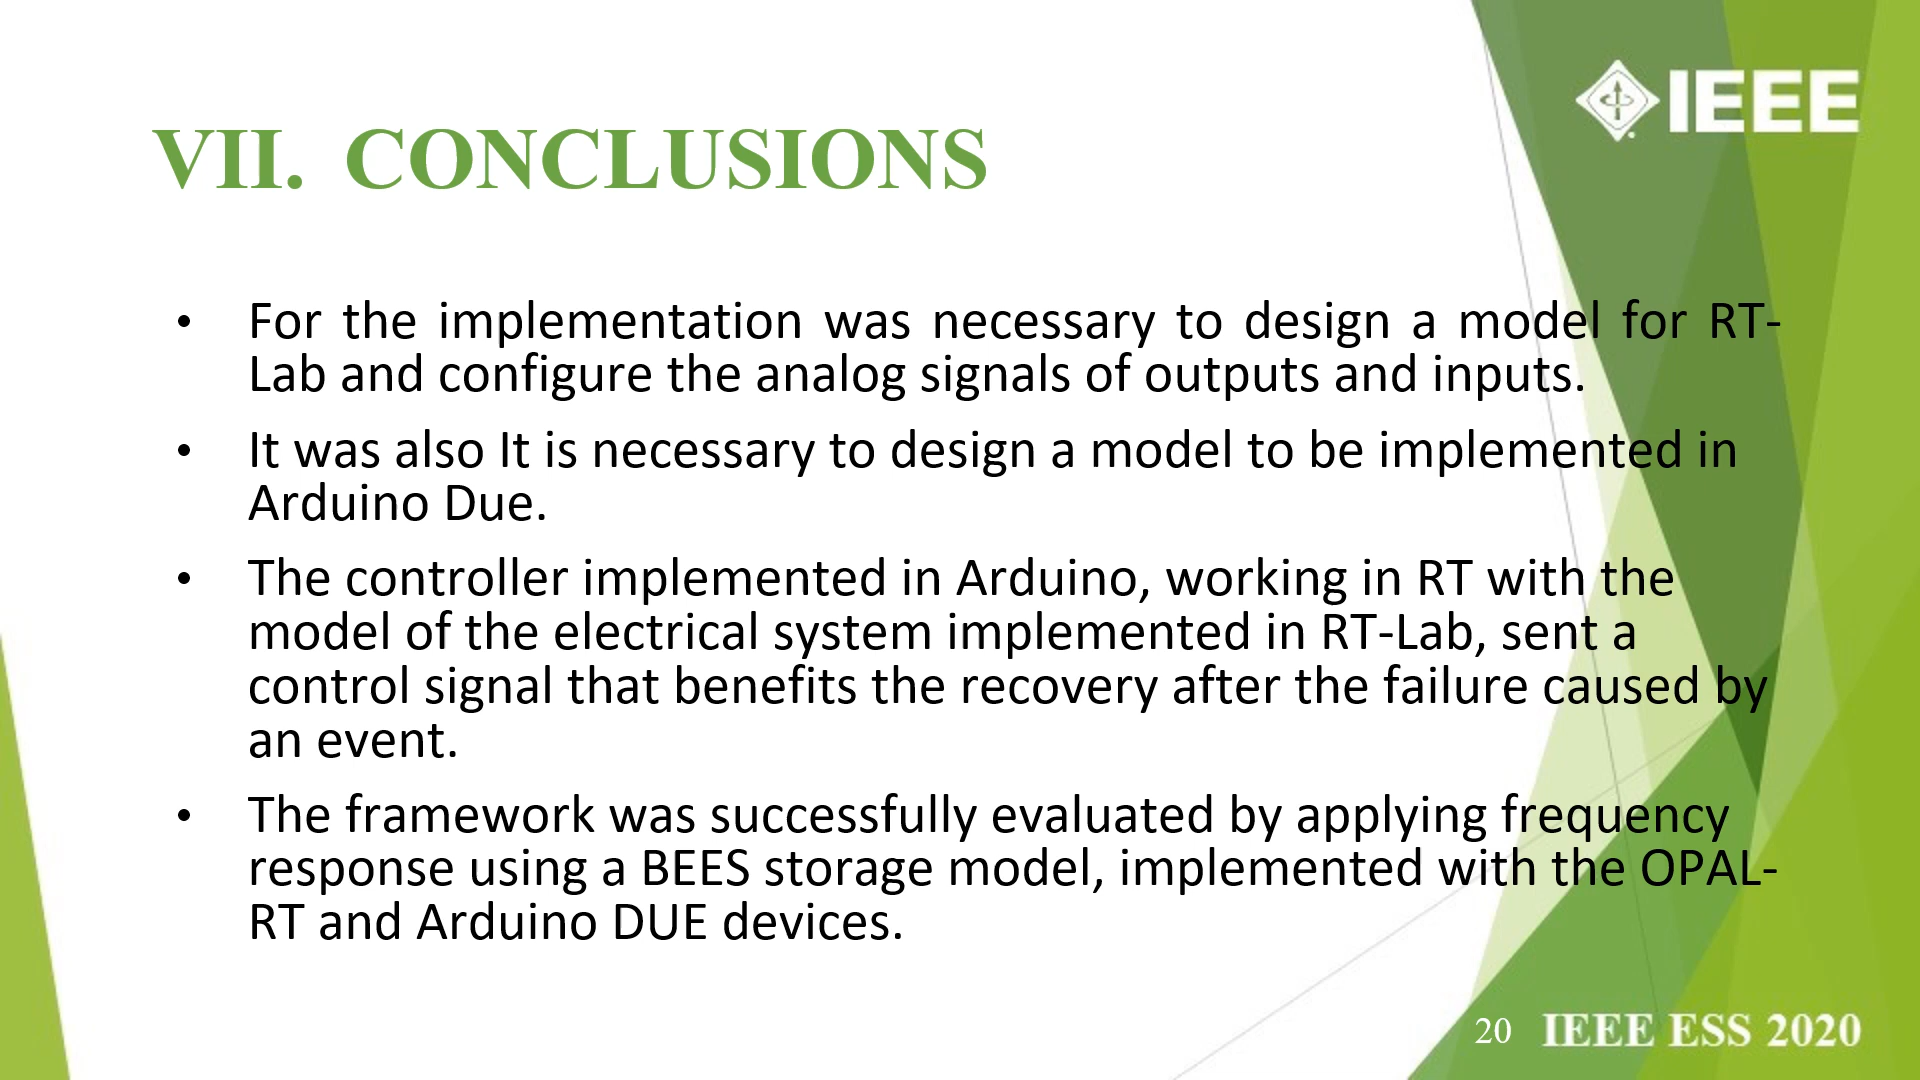 IEEE
VII. CONCLUSIONS
• For the implementation was necessary to design a model for RT-
Lab and configure the analog signals of outputs and inputs.
• It was also It is necessary to design a model to be implemented in
Arduino Due.
• The controller implemented in Arduino, working in RT with the
model of the electrical system implemented in RT-Lab, sent a
control signal that benefits the recovery after the failure caused by
an event.
• The framework was successfully evaluated by applying frequency
response using a BEES storage model, implemented with the OPAL-
RT and Arduino DUE devices.
20 IEEE ESS 2020